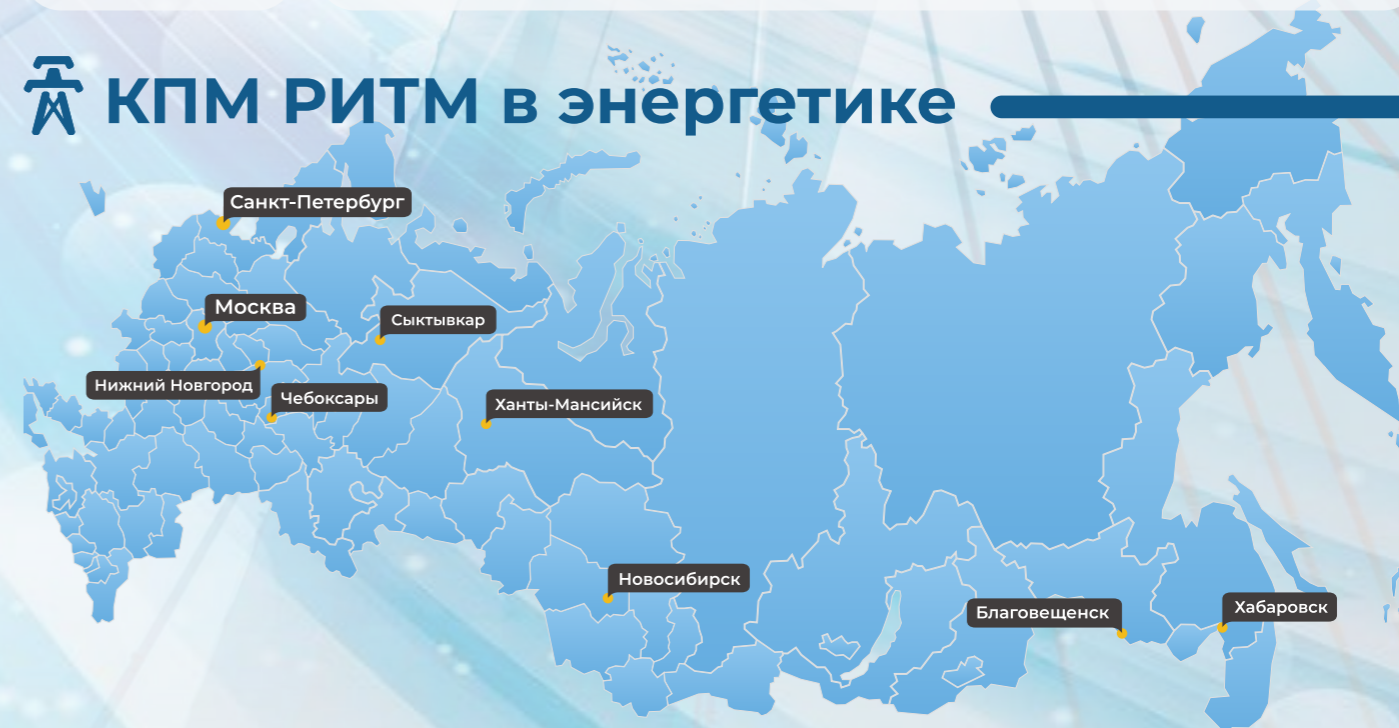 КПМ РИТМ в энергетике
Санкт-Петербург
Москва
Сыктывкар
Нижний Новгород
Чебоксары
Ханты-Мансийск
Новосибирск
Благовещенск
Хабаровск